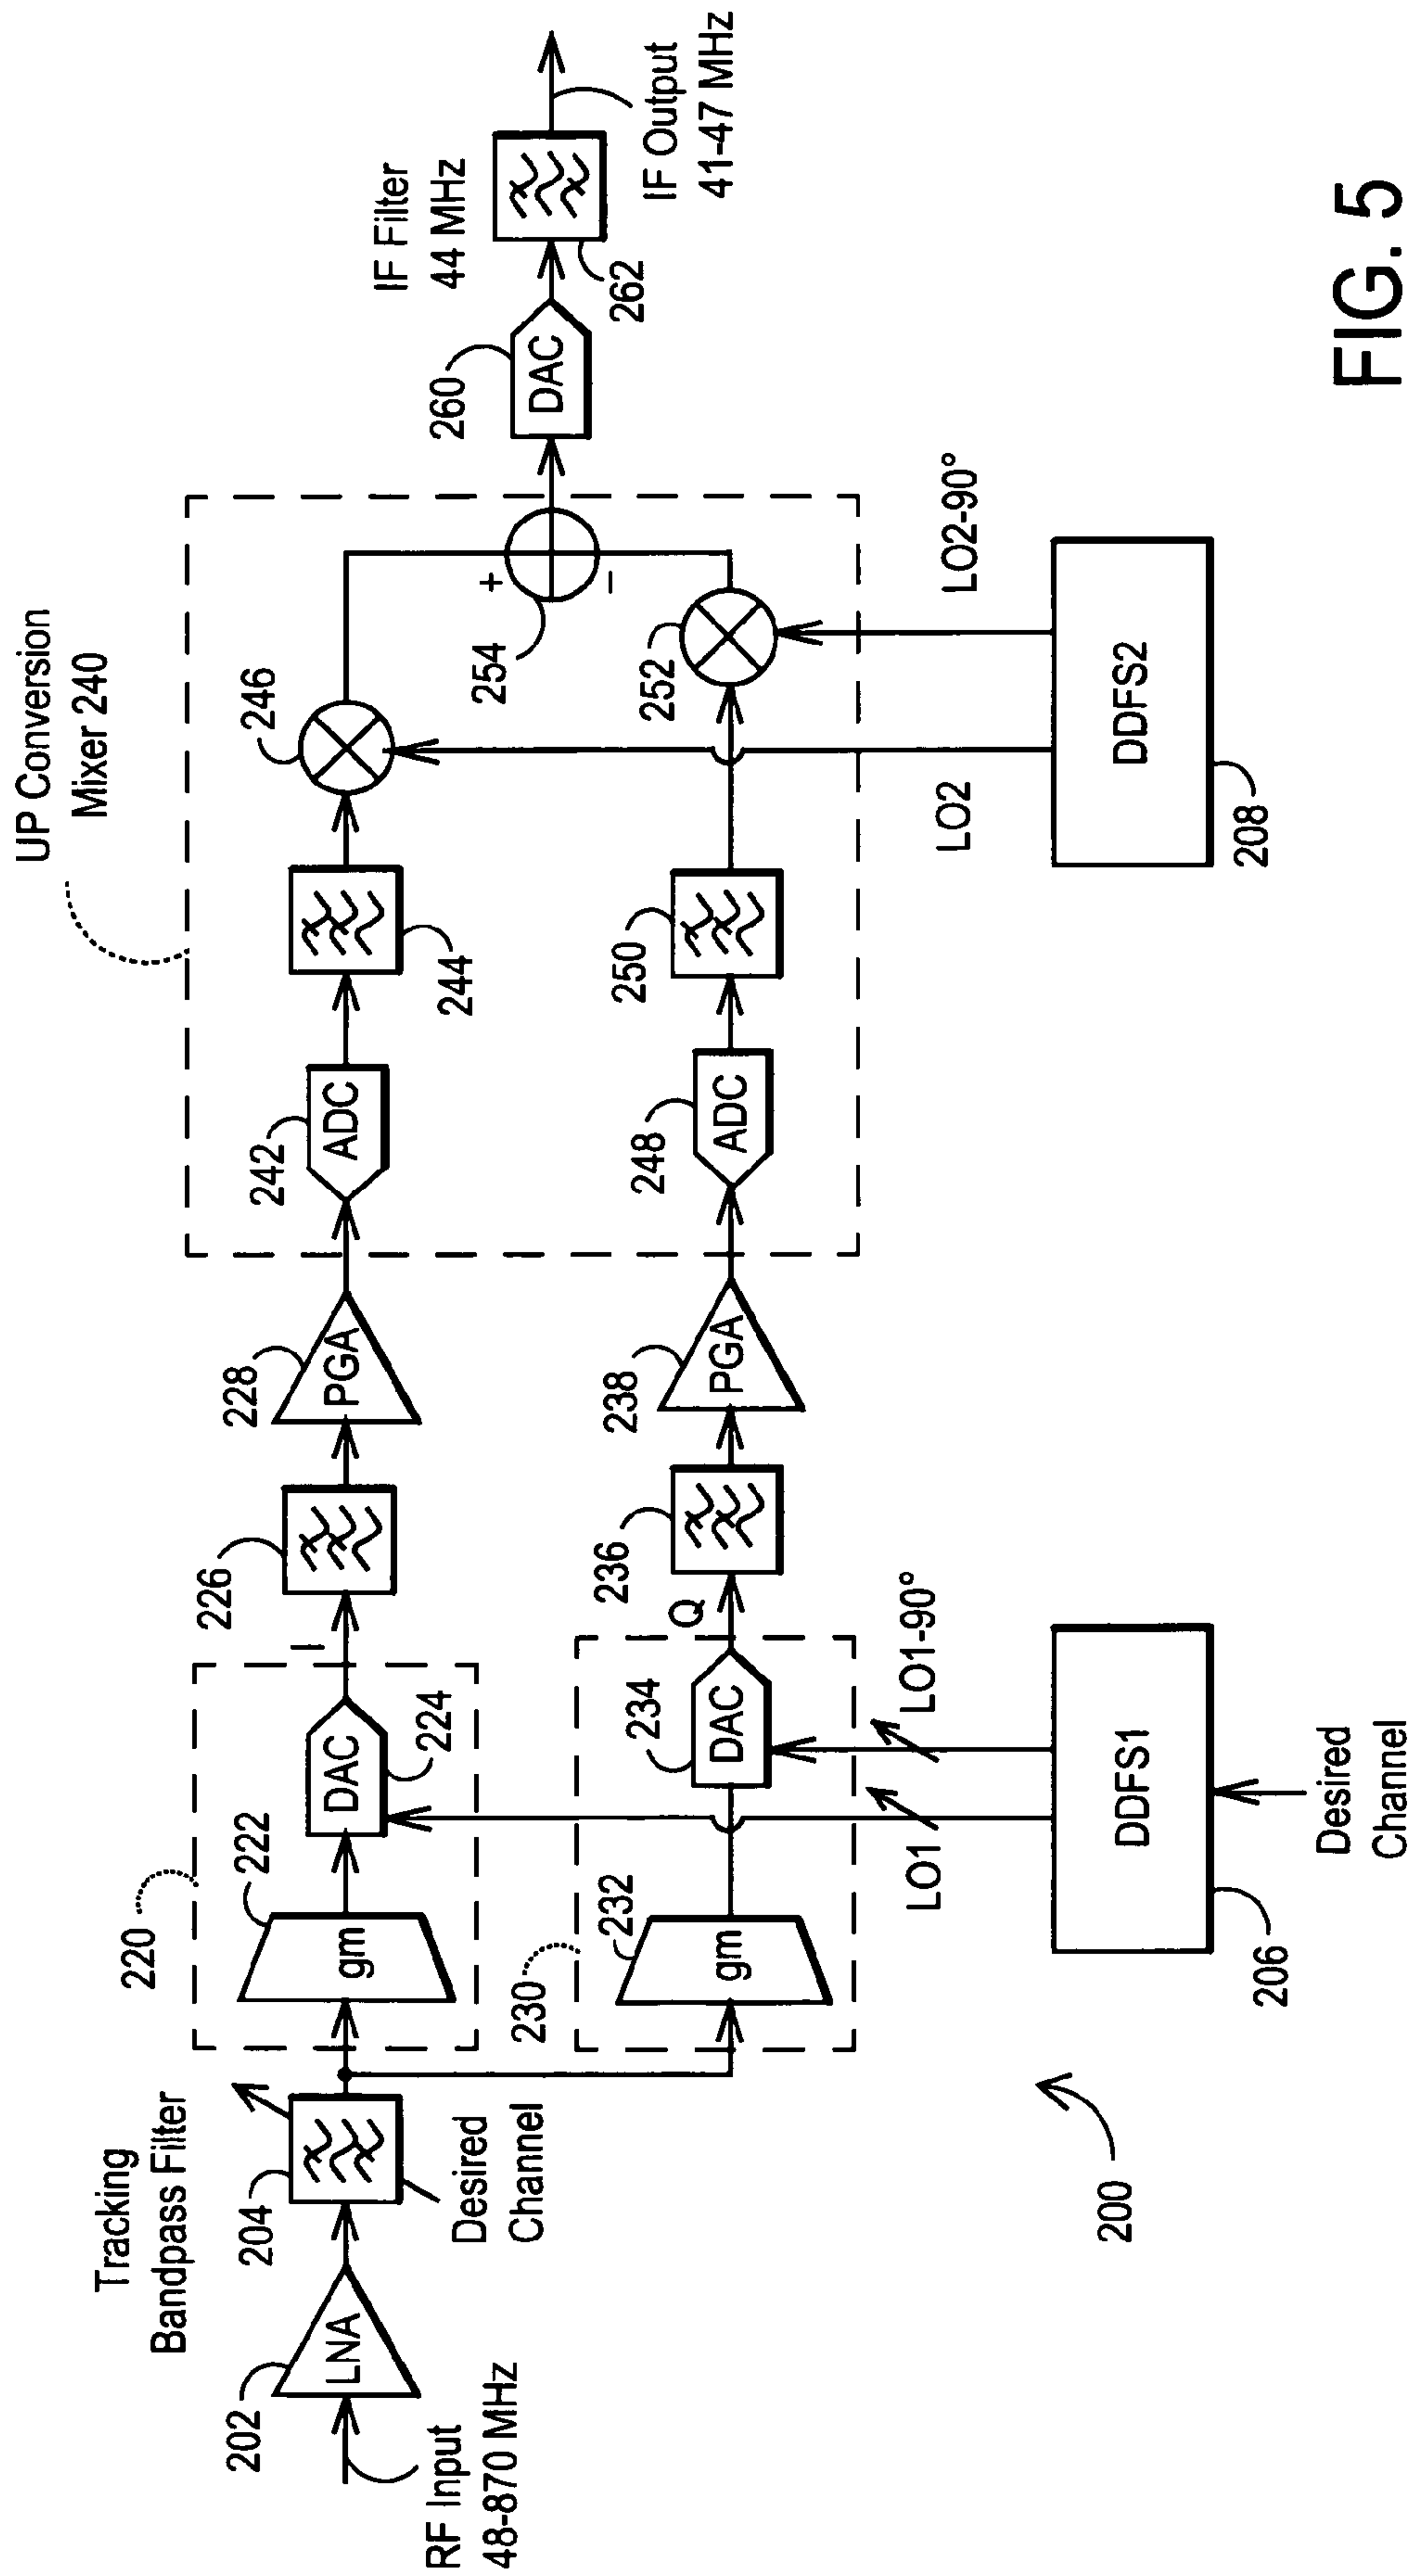 UP Conversion
Mixer 240
IF Filter
44 MHz
IF Output
41-47 MHz
Tracking
Bandpass Filter
RF Input
48-870 MHz
202
LNA
204
Desired
Channel
220
222
gm
DAC
224
I
226
228
PGA
242
ADC
244
246
254
+
−
260
DAC
262
230
232
gm
234
DAC
Q
236
238
PGA
248
ADC
250
252
LO1
LO1-90°
LO2
LO2-90°
DDFS1
206
Desired
Channel
DDFS2
208
200
FIG. 5